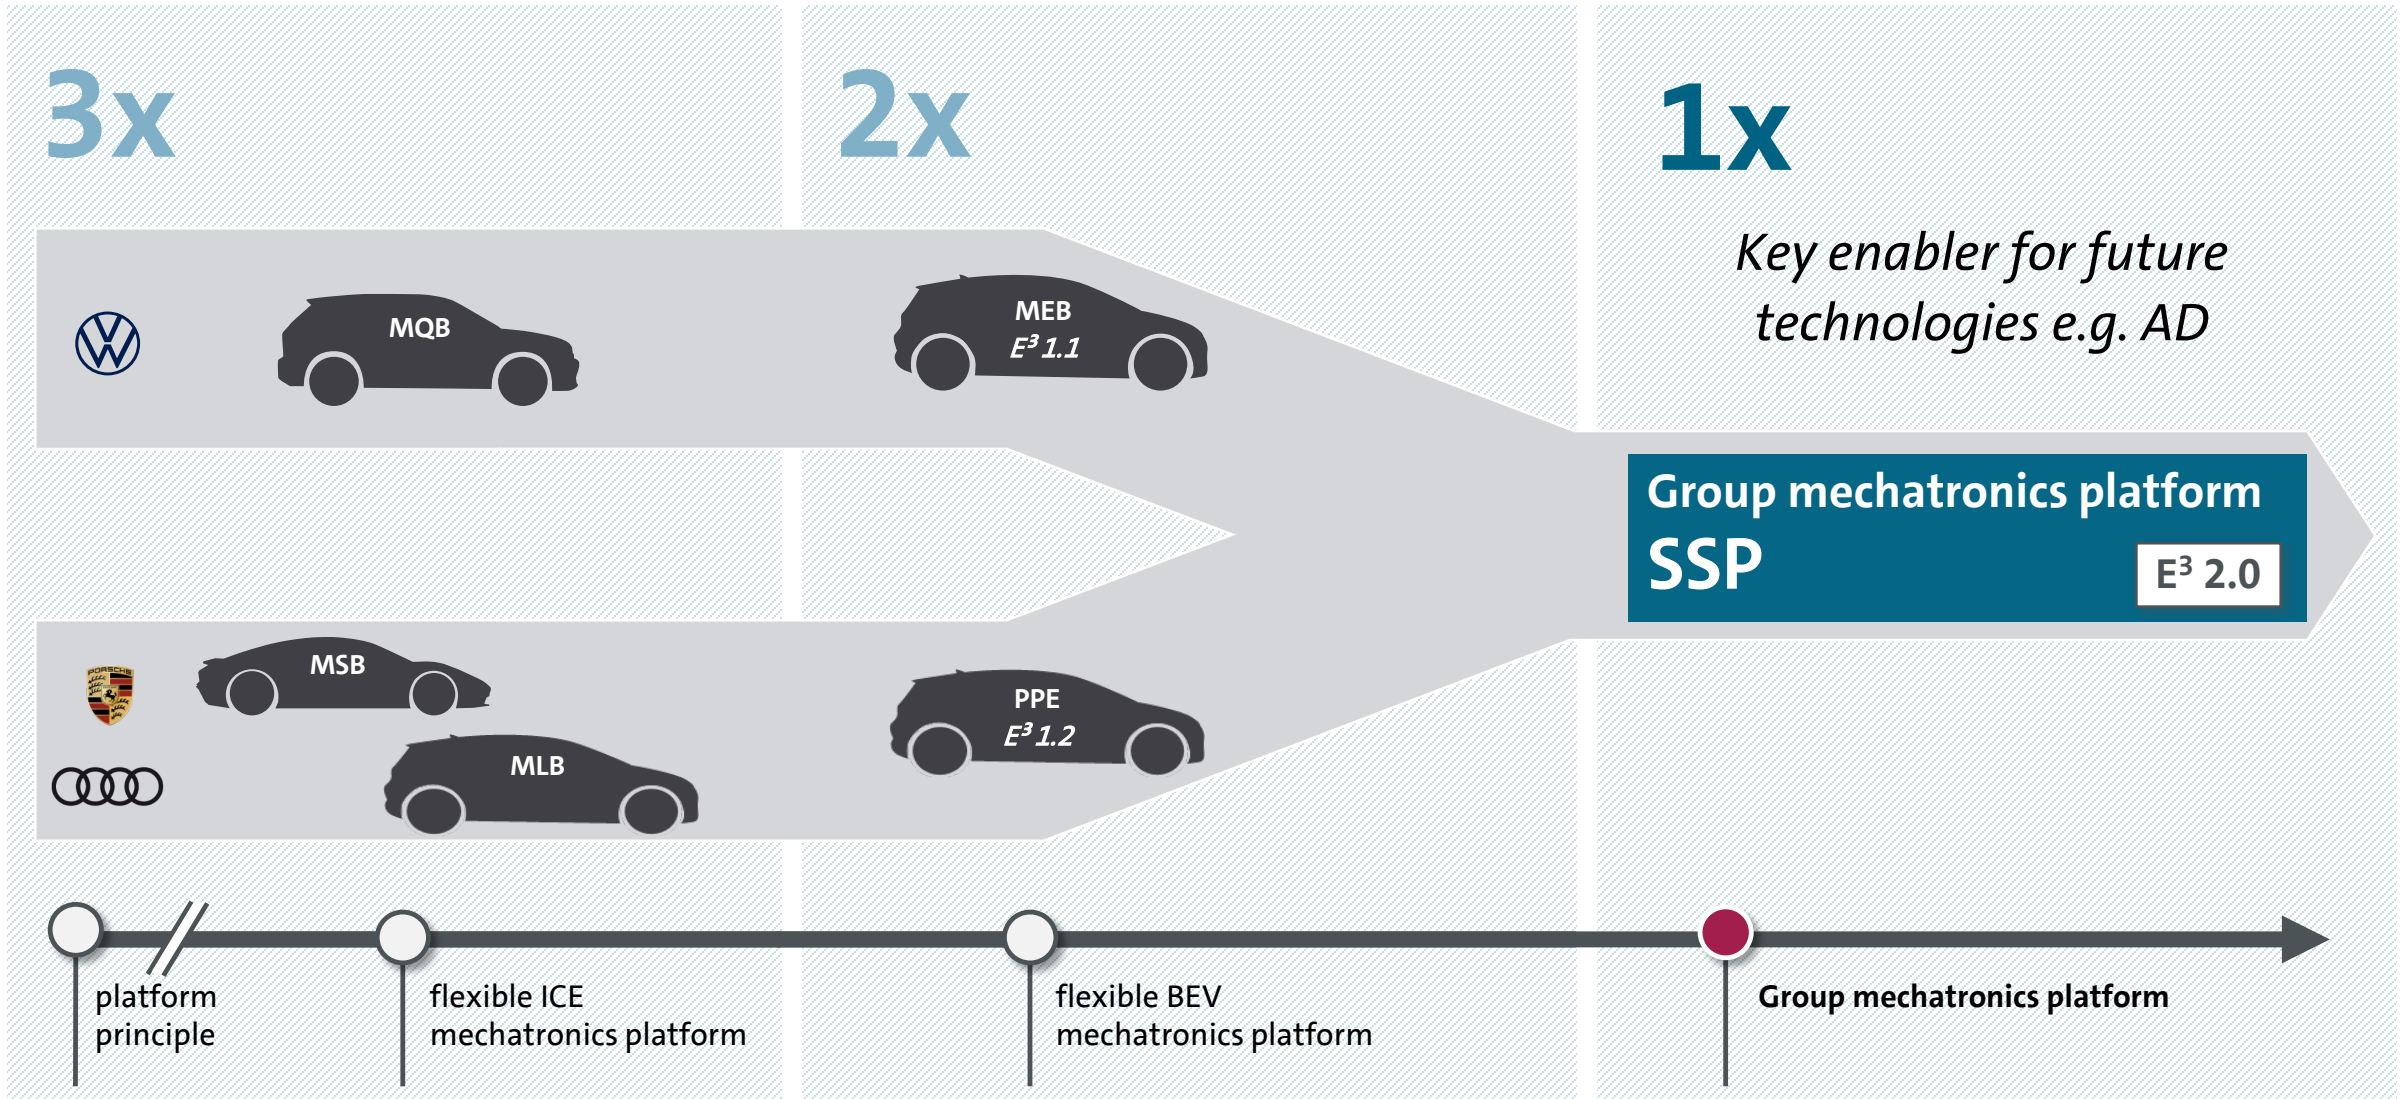 3x
2x
1x
Key enabler for future
technologies e.g. AD
MQB
MEB
E³ 1.1
Group mechatronics platform
SSP
E³ 2.0
PORSCHE
MSB
MLB
PPE
E³ 1.2
platform
principle
flexible ICE
mechatronics platform
flexible BEV
mechatronics platform
Group mechatronics platform